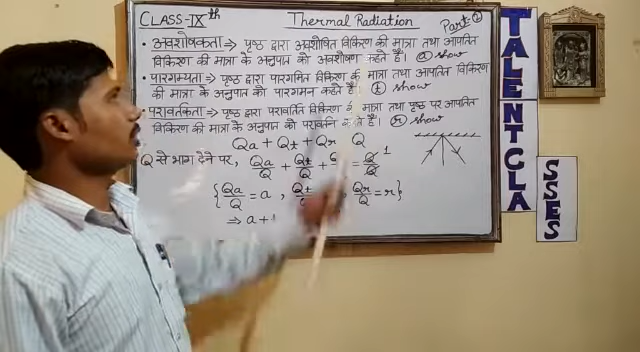 CLASS-IXth Thermal Radiation Part-2
• अवशोषकता ⇒ पृष्ठ द्वारा अवशोषित विकिरण की मात्रा तथा आपतित
विकिरण की मात्रा के अनुपात को अवशोषण कहते हैं। ⓐ show
• पारगम्यता ⇒ पृष्ठ द्वारा पारगमित विकिरण की मात्रा तथा आपतित विकिरण
की मात्रा के अनुपात को पारगमन कहते हैं। ⓣ show
• परावर्तकता ⇒ पृष्ठ द्वारा परावर्तित विकिरण मात्रा तथा पृष्ठ पर आपतित
विकिरण की मात्रा के अनुपात को परावर्तन हैं। ⓡ show
Qa + Qt + Qr Q
Q से भाग देने पर, Qa/Q + Qt/Q + = Q/Q 1
{Qa/Q = a, Qt Qr/Q = r}
⇒ a +
TALENT
SSES